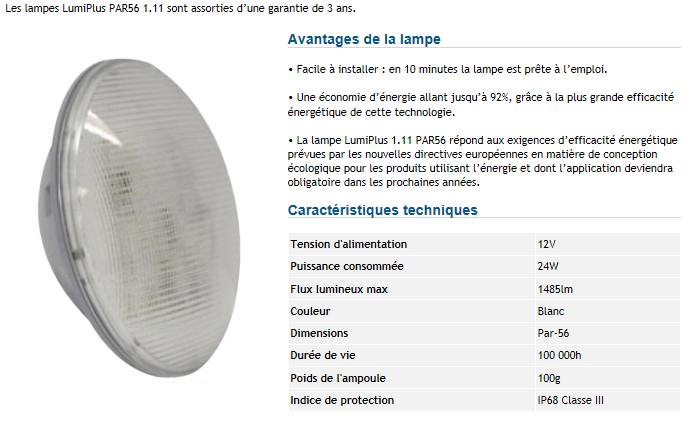 Les lampes LumiPlus PAR56 1.11 sont assorties d’une garantie de 3 ans.
Avantages de la lampe
• Facile à installer : en 10 minutes la lampe est prête à l’emploi.
• Une économie d’énergie allant jusqu’à 92%, grâce à la plus grande efficacité
énergétique de cette technologie.
• La lampe LumiPlus 1.11 PAR56 répond aux exigences d’efficacité énergétique
prévues par les nouvelles directives européennes en matière de conception
écologique pour les produits utilisant l’énergie et dont l’application deviendra
obligatoire dans les prochaines années.
Caractéristiques techniques
Tension d'alimentation 12V
Puissance consommée 24W
Flux lumineux max 1485lm
Couleur Blanc
Dimensions Par-56
Durée de vie 100 000h
Poids de l'ampoule 100g
Indice de protection IP68 Classe III